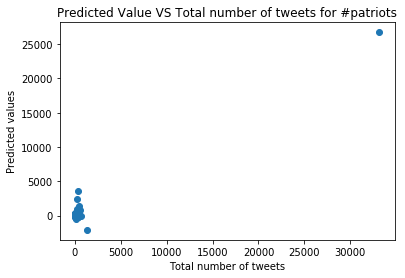 Predicted Value VS Total number of tweets for #patriots
25000
20000
15000
10000
5000
0
Predicted values
0 5000 10000 15000 20000 25000 30000
Total number of tweets